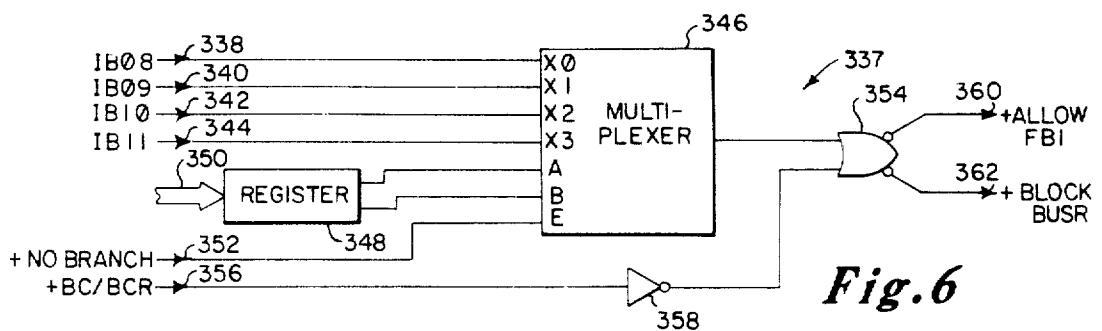 346
338
IB08
340
IB09
342
IB10
344
IB11
X0
X1
X2
X3
A
B
E
MULTI-
PLEXER
337
354
360
+ALLOW
FBI
362
+ BLOCK
BUSR
350
REGISTER
348
352
+ NO BRANCH
356
+BC/BCR
358
Fig.6